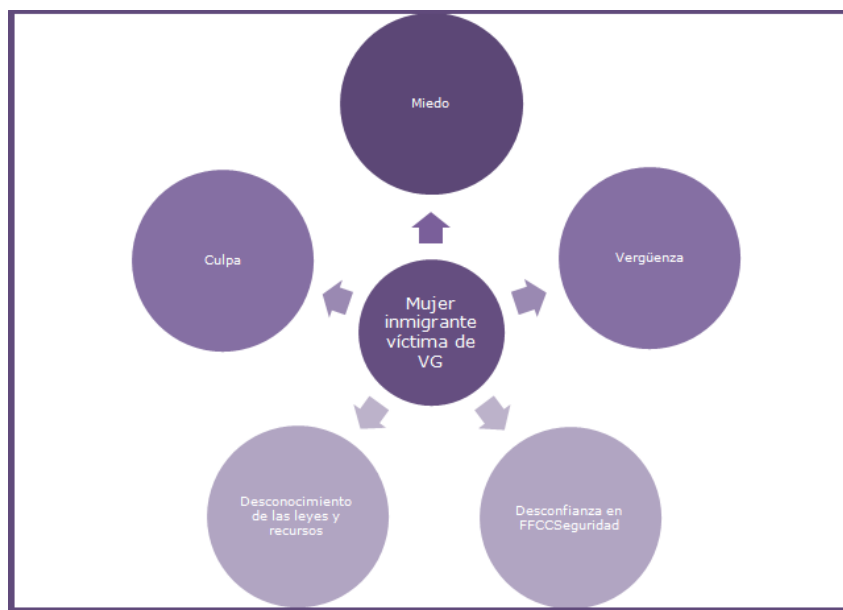 Miedo
Culpa
Vergüenza
Mujer
inmigrante
víctima de
VG
Desconocimiento
de las leyes y
recursos
Desconfianza en
FFCCSeguridad